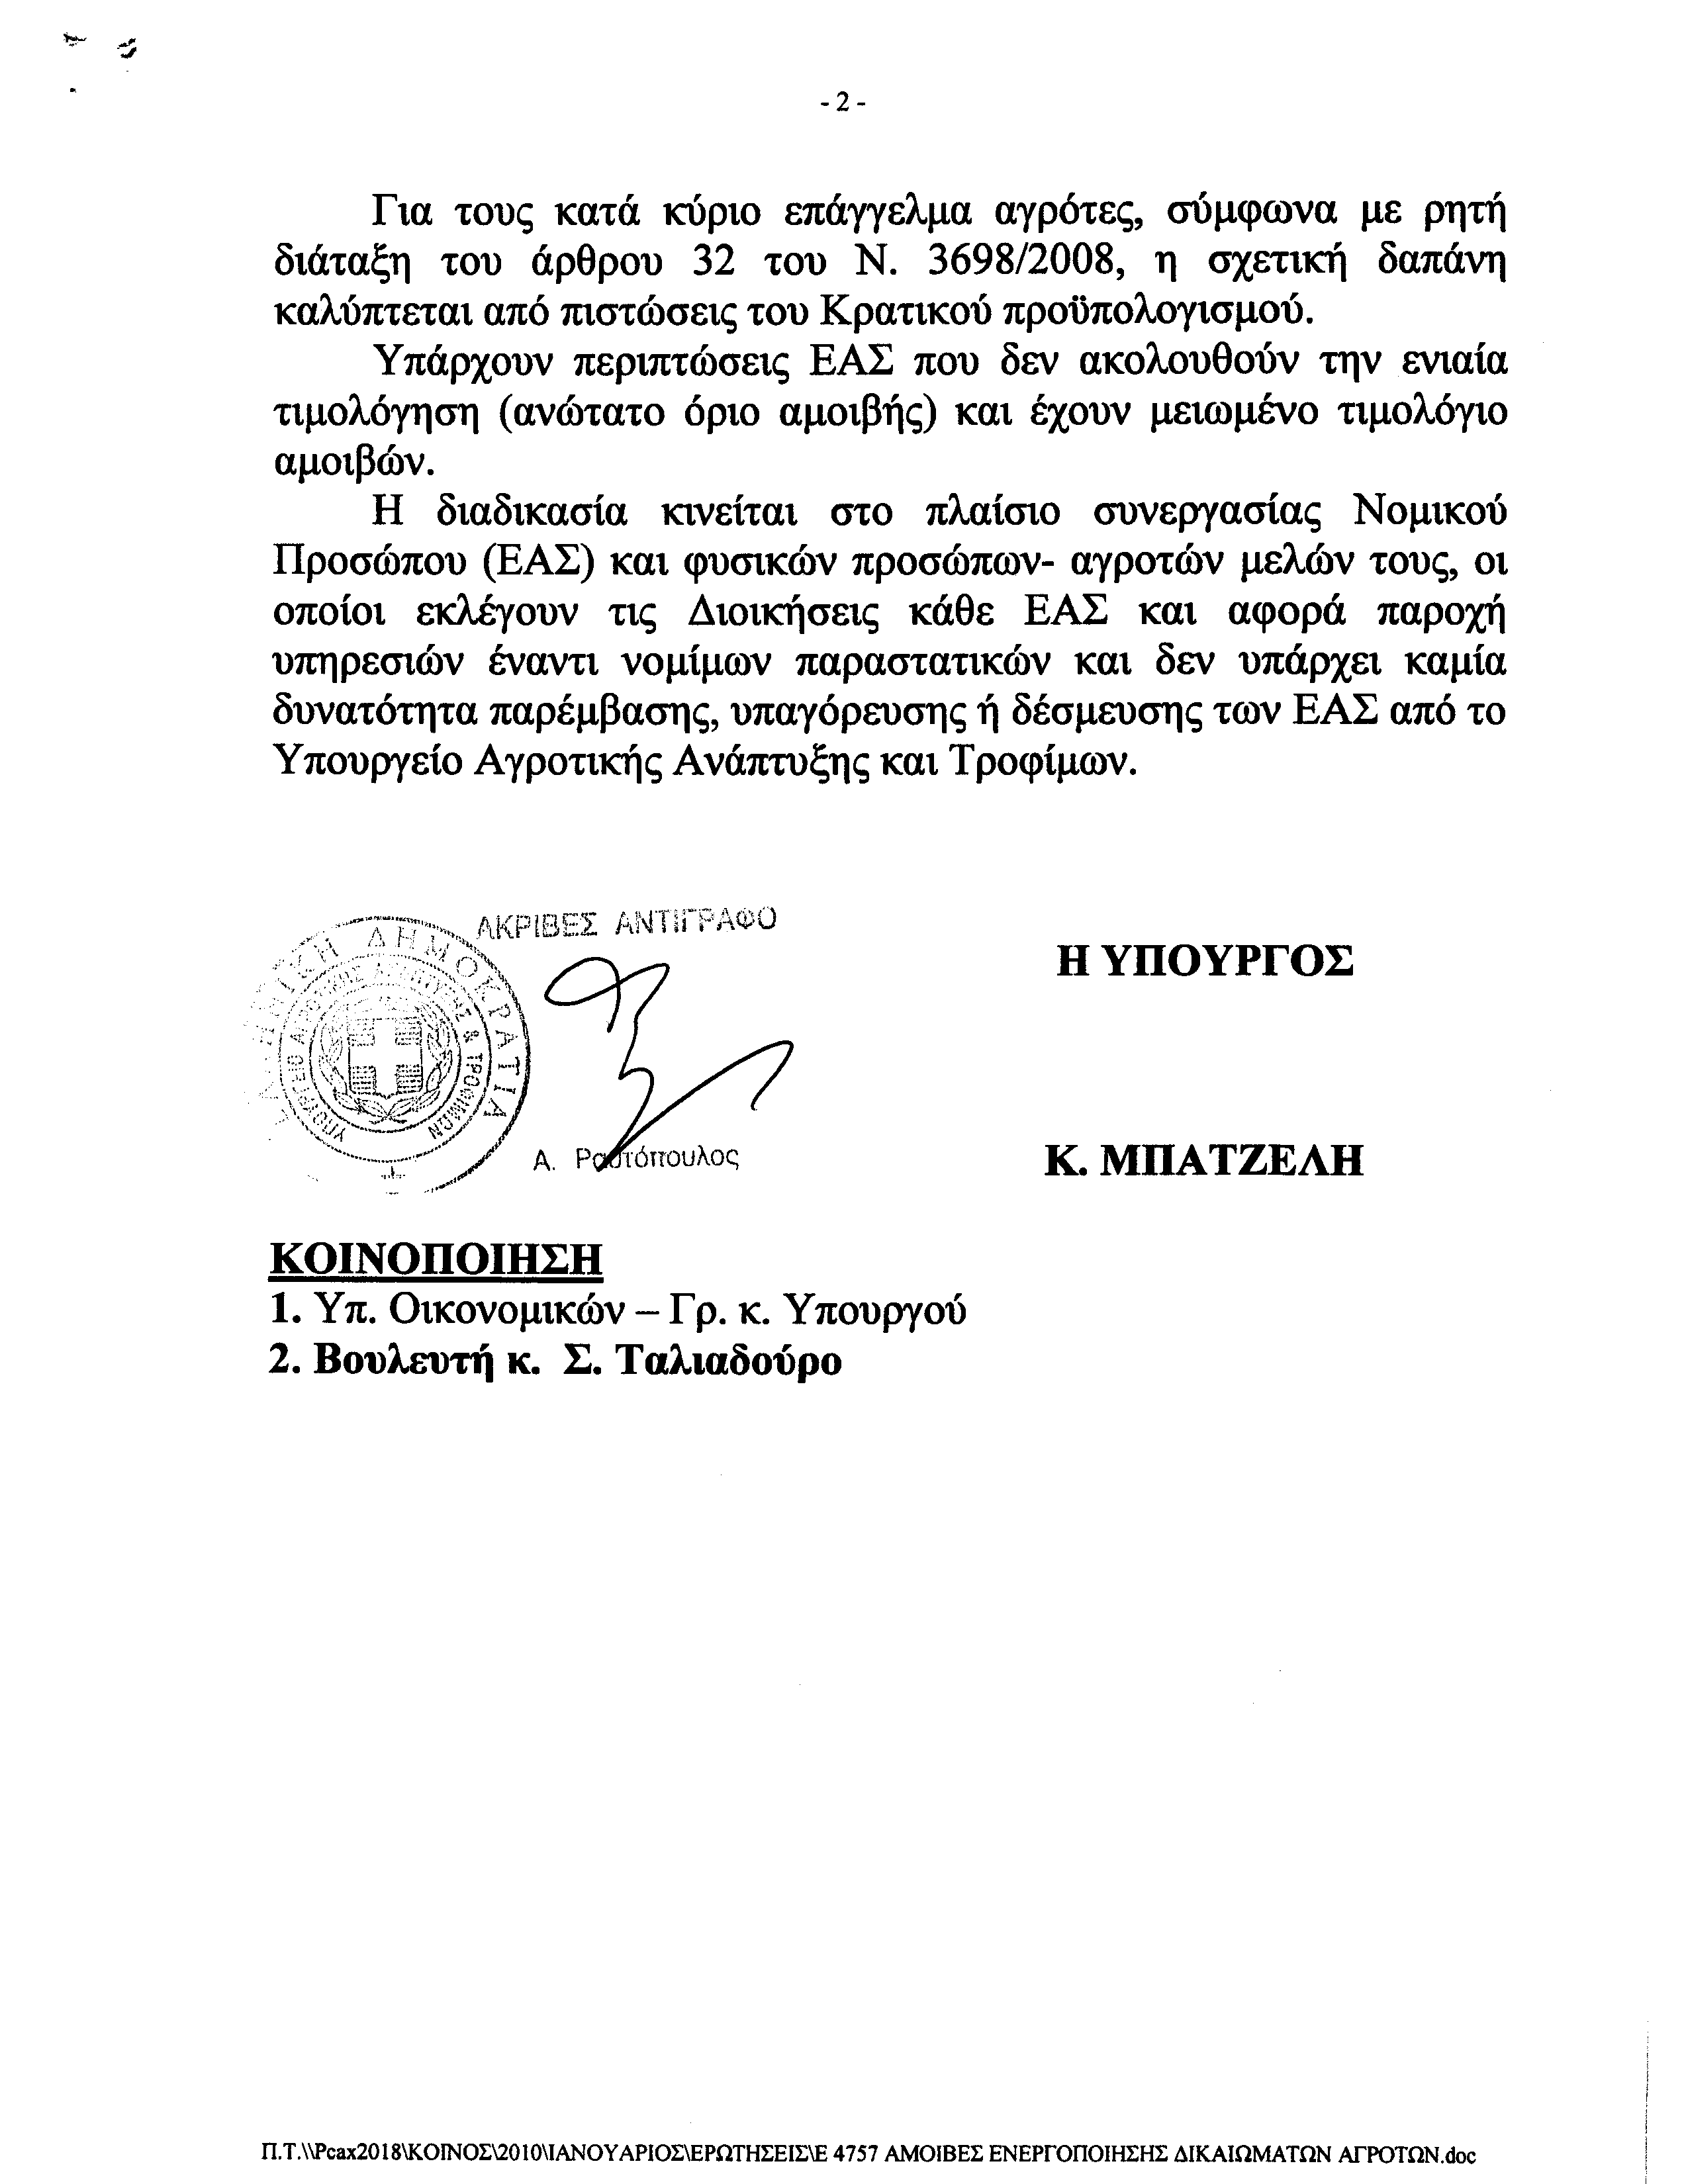 -2-
Για τους κατά κύριο επάγγελμα αγρότες, σύμφωνα με ρητή
διάταξη του άρθρου 32 του Ν. 3698/2008, η σχετική δαπάνη
καλύπτεται από πιστώσεις του Κρατικού προϋπολογισμού.
Υπάρχουν περιπτώσεις ΕΑΣ που δεν ακολουθούν την ενιαία
τιμολόγηση (ανώτατο όριο αμοιβής) και έχουν μειωμένο τιμολόγιο
αμοιβών.
Η διαδικασία κινείται στο πλαίσιο συνεργασίας Νομικού
Προσώπου (ΕΑΣ) και φυσικών προσώπων- αγροτών μελών τους, οι
οποίοι εκλέγουν τις Διοικήσεις κάθε ΕΑΣ και αφορά παροχή
υπηρεσιών έναντι νομίμων παραστατικών και δεν υπάρχει καμία
δυνατότητα παρέμβασης, υπαγόρευσης ή δέσμευσης των ΕΑΣ από το
Υπουργείο Αγροτικής Ανάπτυξης και Τροφίμων.
ΑΚΡΙΒΕΣ ΑΝΤΙΓΡΑΦΟ
ΔΗΜΟΚΡΑΤΙΑ
ΥΠΟΥΡΓΕΙΟ
& ΤΡΟΦΙΜΩΝ
Η ΥΠΟΥΡΓΟΣ
Α.
Κ. ΜΠΑΤΖΕΛΗ
ΚΟΙΝΟΠΟΙΗΣΗ
1. Υπ. Οικονομικών – Γρ. κ. Υπουργού
2. Βουλευτή κ. Σ. Ταλιαδούρο
Π.Τ.\\Pcax2018\ΚΟΙΝΟΣ\2010\ΙΑΝΟΥΑΡΙΟΣ\ΕΡΩΤΗΣΕΙΣ\Ε 4757 ΑΜΟΙΒΕΣ ΕΝΕΡΓΟΠΟΙΗΣΗΣ ΔΙΚΑΙΩΜΑΤΩΝ ΑΓΡΟΤΩΝ.doc